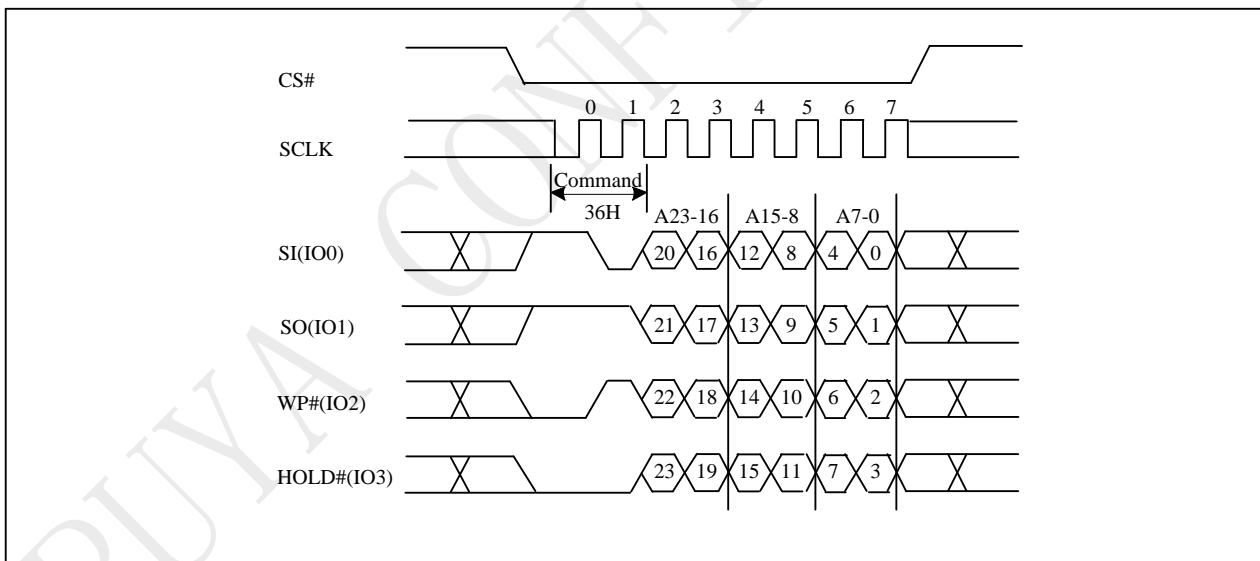 PUYA CONF
CS#
0 1 2 3 4 5 6 7
SCLK
Command
36H
A23-16 A15-8 A7-0
SI(IO0) 20 16 12 8 4 0
SO(IO1) 21 17 13 9 5 1
WP#(IO2) 22 18 14 10 6 2
HOLD#(IO3) 23 19 15 11 7 3